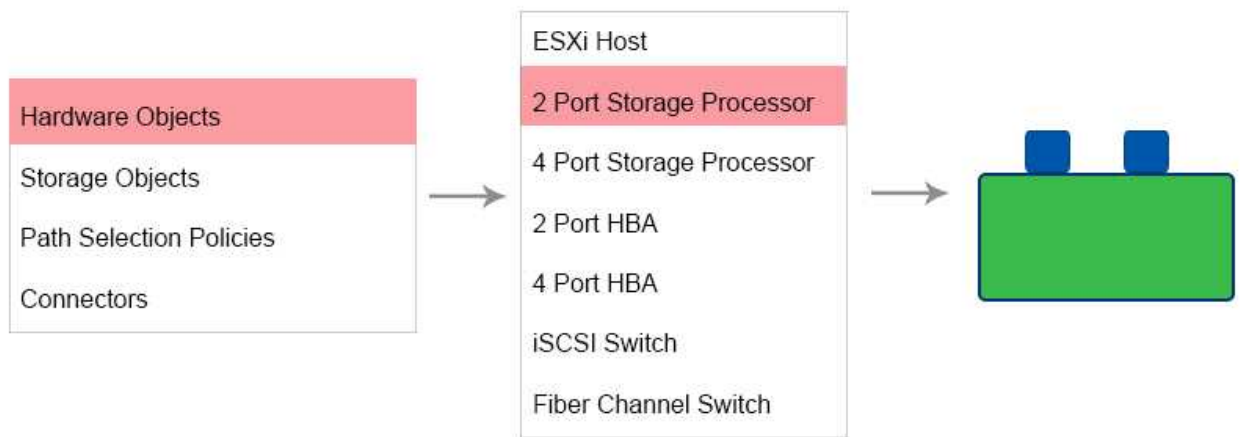 Hardware Objects
Storage Objects
Path Selection Policies
Connectors
ESXi Host
2 Port Storage Processor
4 Port Storage Processor
2 Port HBA
4 Port HBA
iSCSI Switch
Fiber Channel Switch